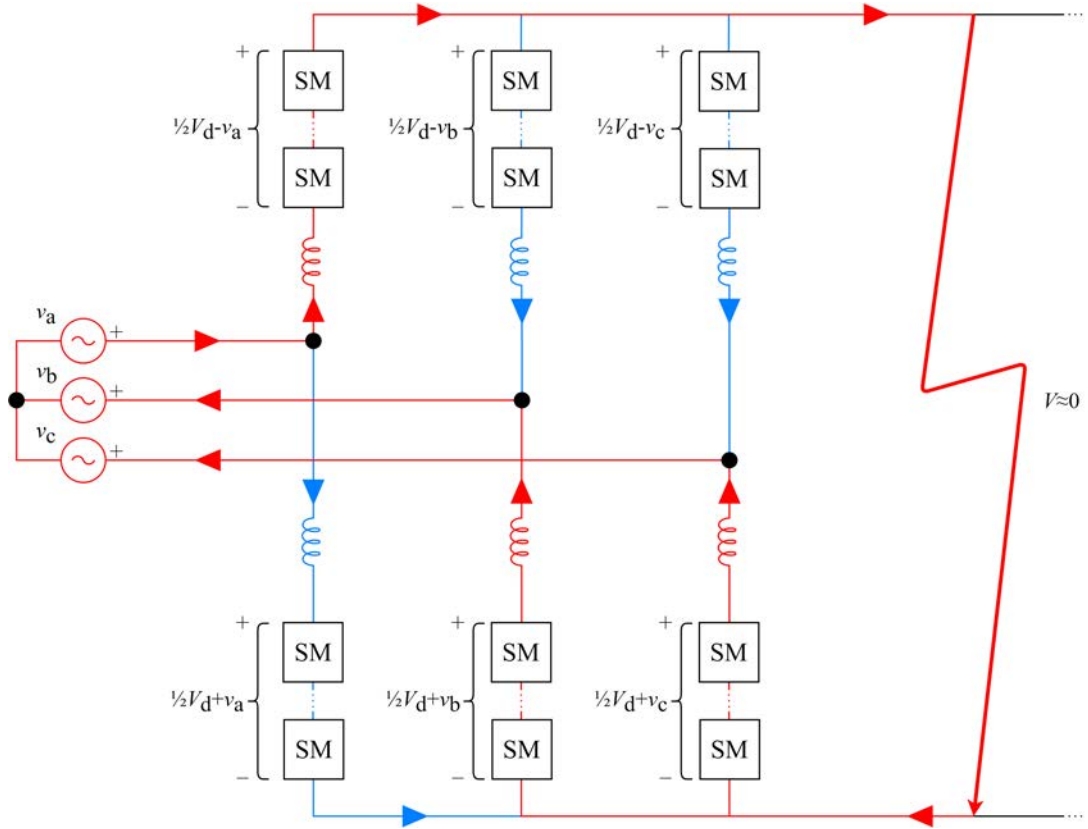 + + +
SM SM SM
½Vd-va ½Vd-vb ½Vd-vc
SM SM SM
− − −
va +
vb +
vc +
V≈0
+ + +
SM SM SM
½Vd+va ½Vd+vb ½Vd+vc
SM SM SM
− − −